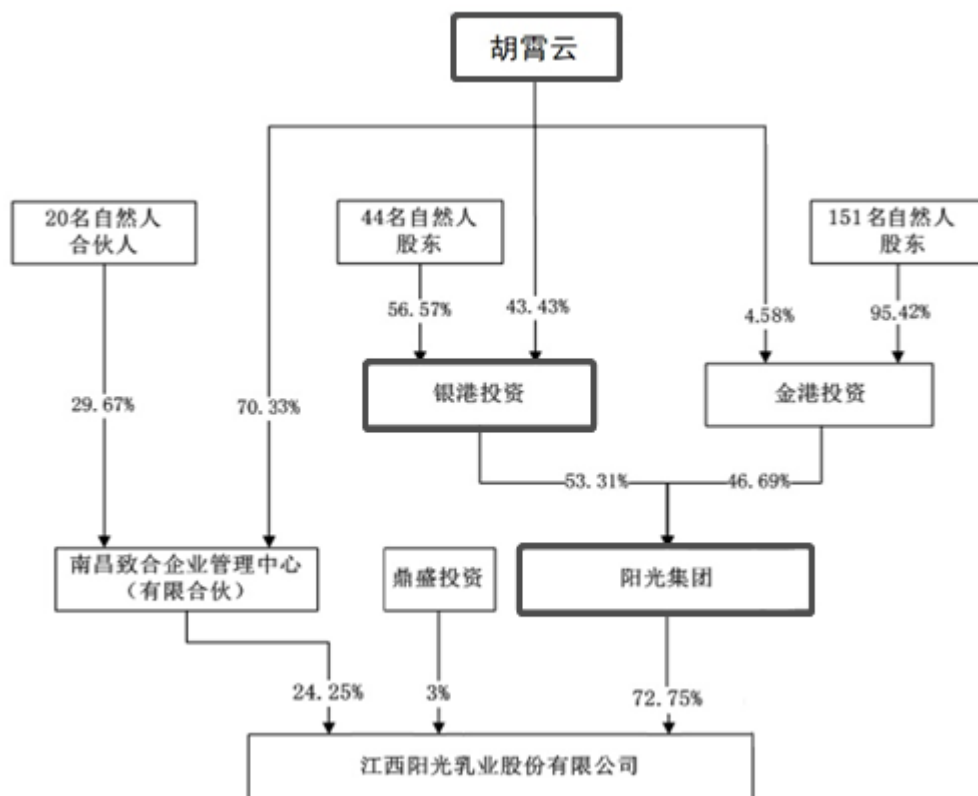 胡霄云
20名自然人
合伙人
44名自然人
股东
151名自然人
股东
56.57%
43.43%
4.58%
95.42%
银港投资
金港投资
29.67%
70.33%
53.31%
46.69%
南昌致合企业管理中心
（有限合伙）
鼎盛投资
阳光集团
24.25%
3%
72.75%
江西阳光乳业股份有限公司